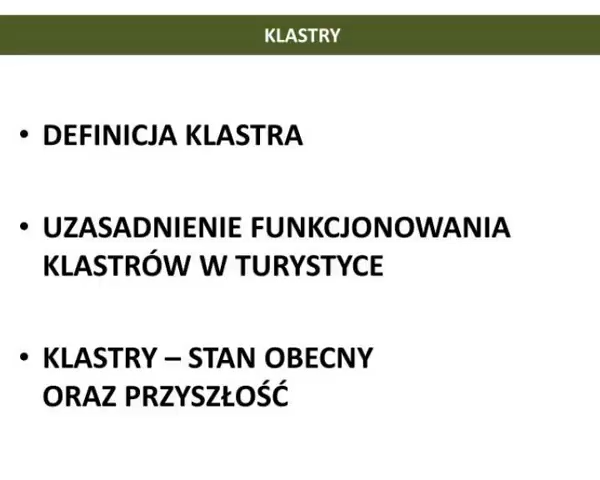 KLASTRY
• DEFINICJA KLASTRA
• UZASADNIENIE FUNKCJONOWANIA
KLASTRÓW W TURYSTYCE
• KLASTRY – STAN OBECNY
ORAZ PRZYSZŁOŚĆ